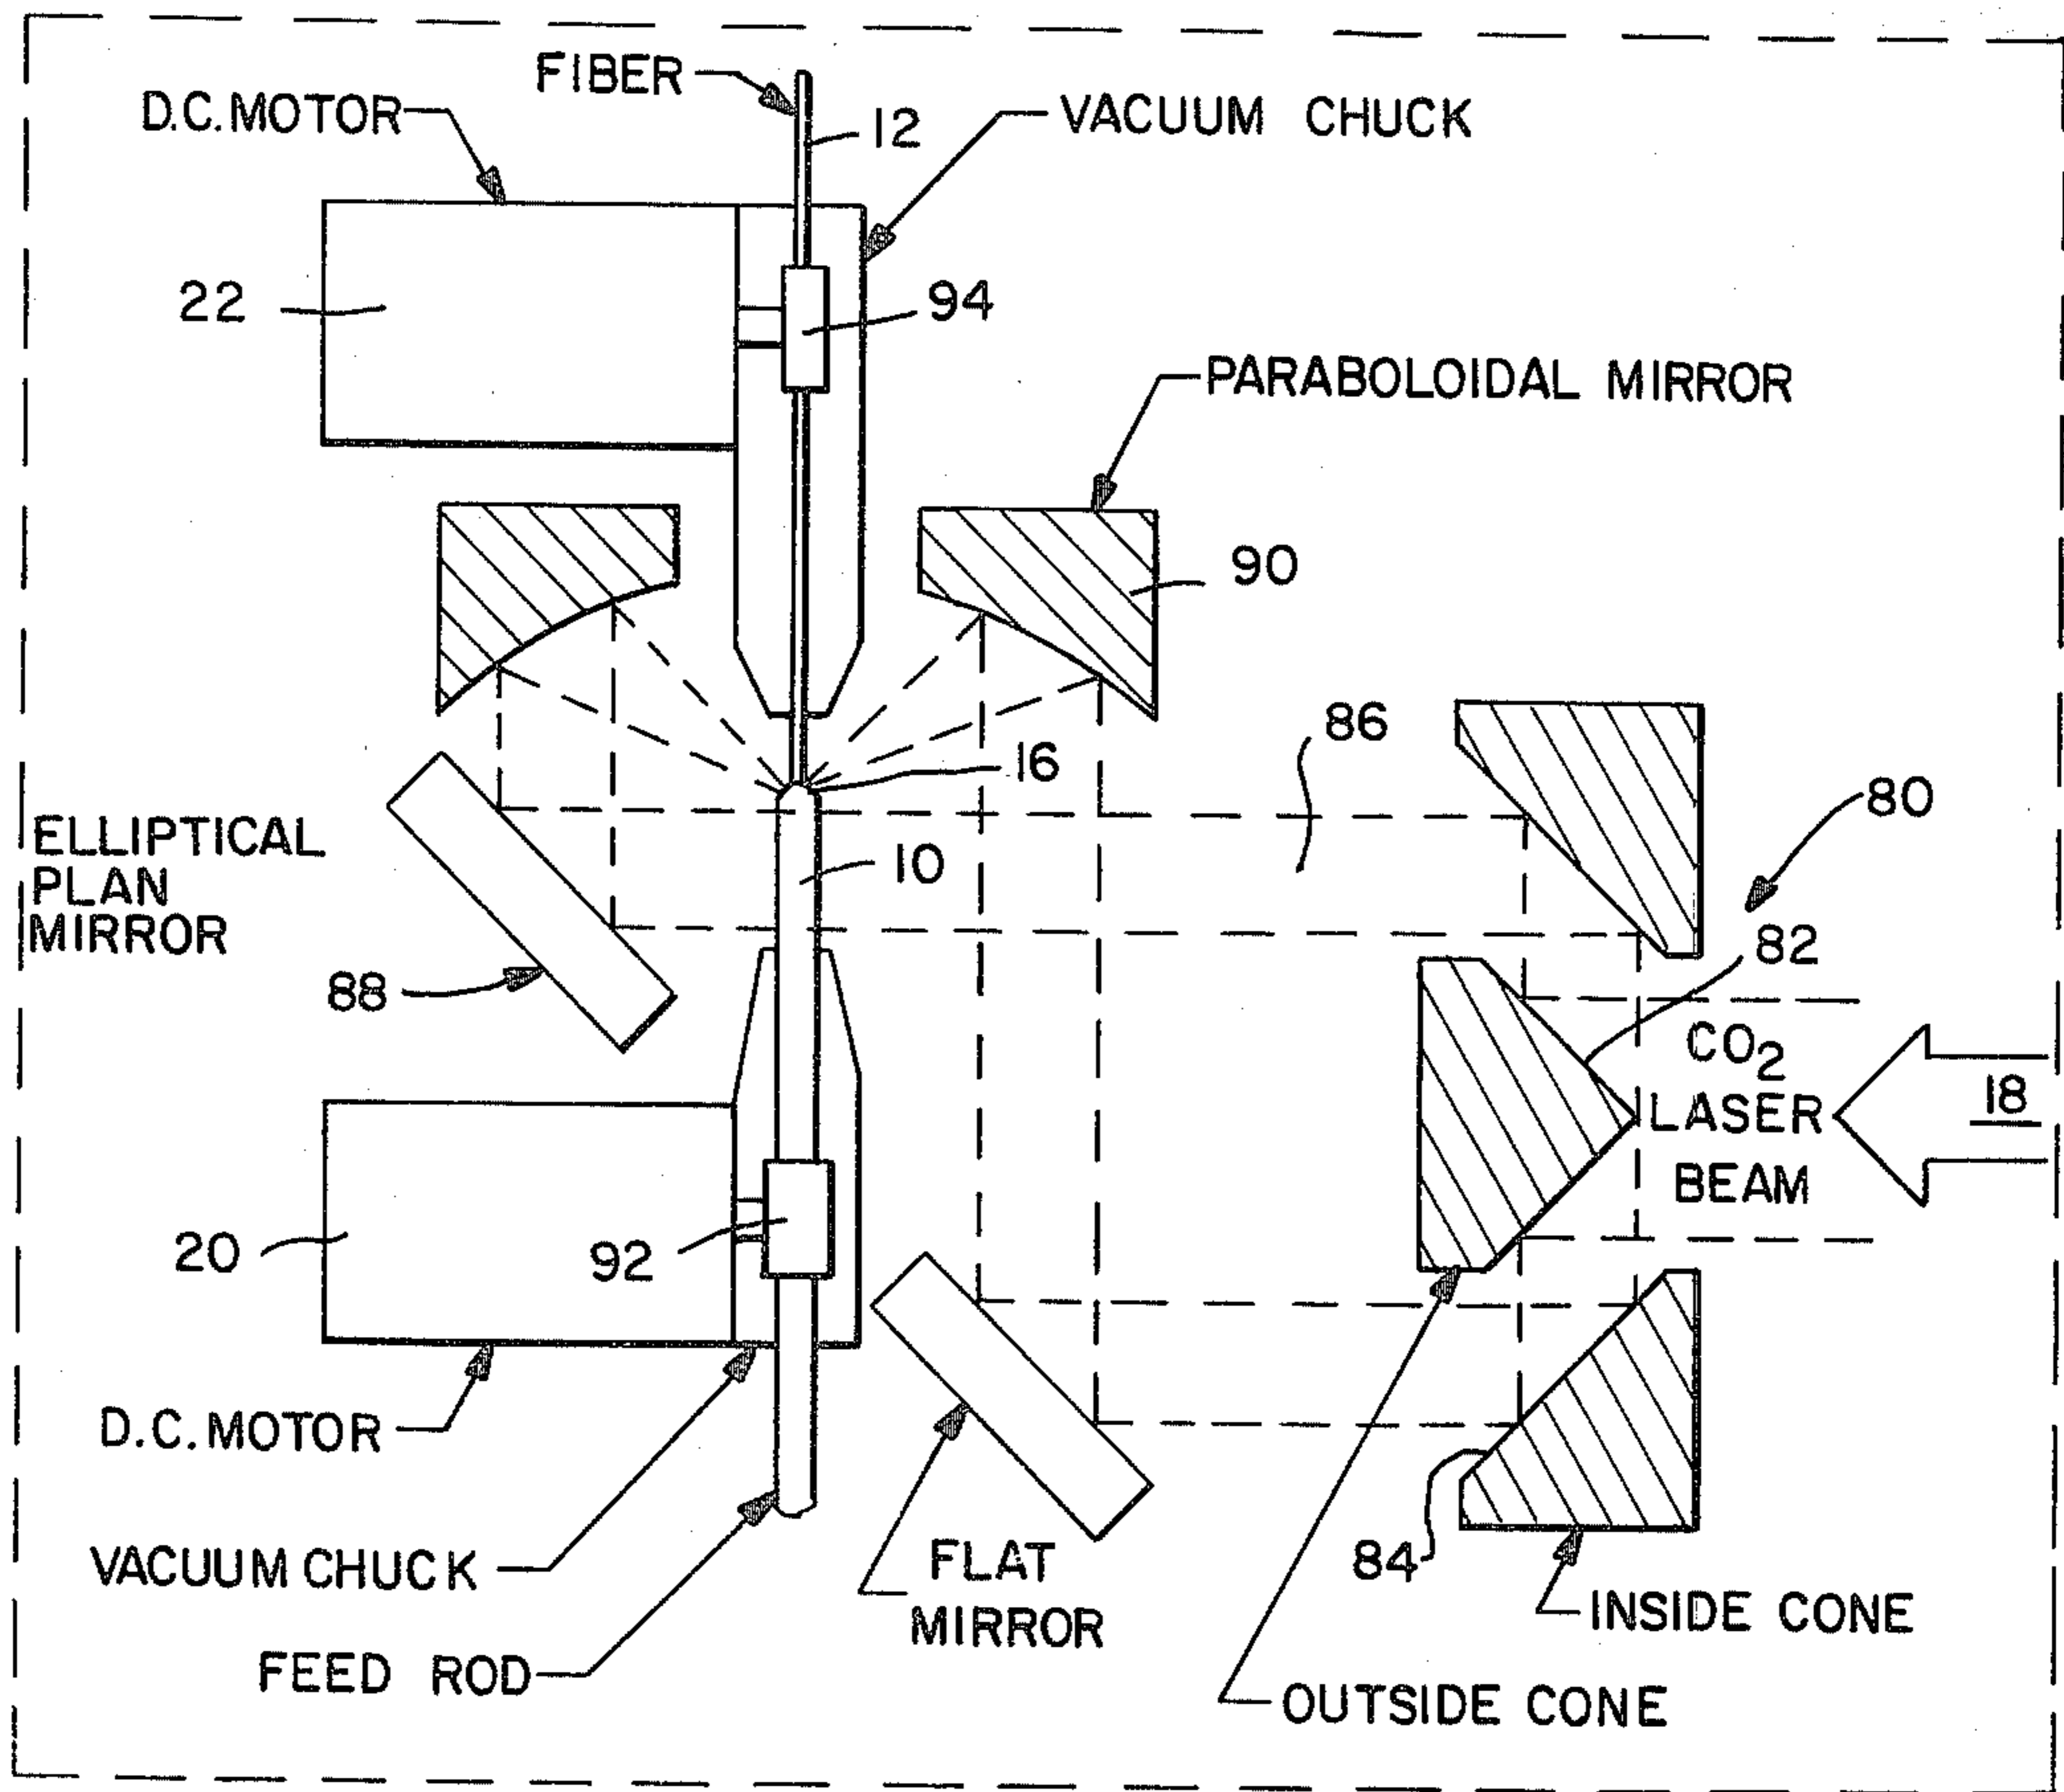 FIBER
D.C. MOTOR
12
VACUUM CHUCK
22
94
PARABOLOIDAL MIRROR
90
86
16
80
ELLIPTICAL
PLAN
MIRROR
10
82
88
CO2
LASER
BEAM
18
20
92
D.C. MOTOR
VACUUM CHUCK
FLAT
MIRROR
84
INSIDE CONE
FEED ROD
OUTSIDE CONE